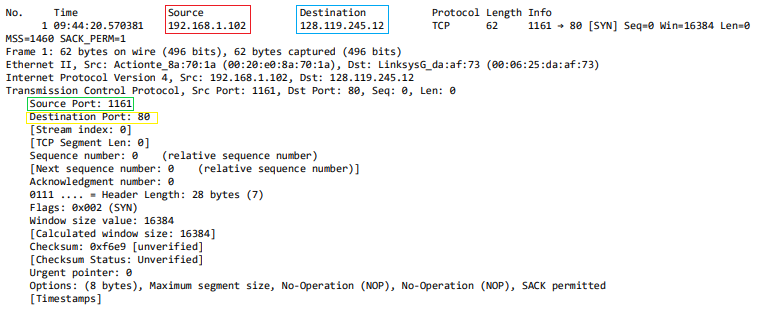 No. Time Source Destination Protocol Length Info
1 09:44:20.570381 192.168.1.102 128.119.245.12 TCP 62 1161 → 80 [SYN] Seq=0 Win=16384 Len=0
MSS=1460 SACK_PERM=1
Frame 1: 62 bytes on wire (496 bits), 62 bytes captured (496 bits)
Ethernet II, Src: Actionte_8a:70:1a (00:20:e0:8a:70:1a), Dst: LinksysG_da:af:73 (00:06:25:da:af:73)
Internet Protocol Version 4, Src: 192.168.1.102, Dst: 128.119.245.12
Transmission Control Protocol, Src Port: 1161, Dst Port: 80, Seq: 0, Len: 0
Source Port: 1161
Destination Port: 80
[Stream index: 0]
[TCP Segment Len: 0]
Sequence number: 0 (relative sequence number)
[Next sequence number: 0 (relative sequence number)]
Acknowledgment number: 0
0111 .... = Header Length: 28 bytes (7)
Flags: 0x002 (SYN)
Window size value: 16384
[Calculated window size: 16384]
Checksum: 0xf6e9 [unverified]
[Checksum Status: Unverified]
Urgent pointer: 0
Options: (8 bytes), Maximum segment size, No-Operation (NOP), No-Operation (NOP), SACK permitted
[Timestamps]